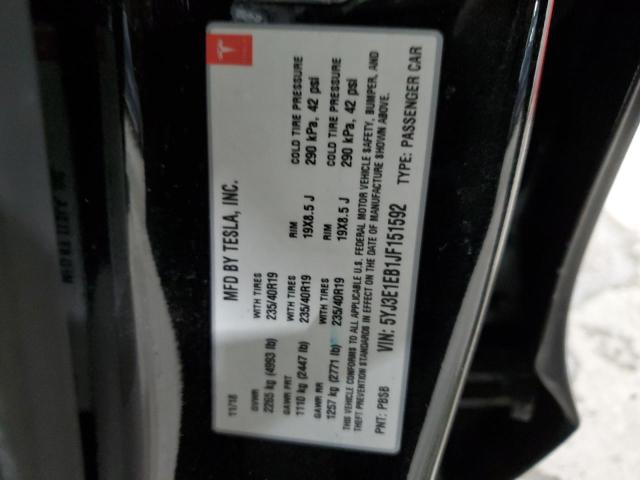 MFD BY TESLA, INC.
11/18
GVWR WITH TIRES COLD TIRE PRESSURE
2265 kg (4993 lb) 235/40R19 290 kPa, 42 psi
GAWR FRT WITH TIRES RIM COLD TIRE PRESSURE
1110 kg (2447 lb) 235/40R19 19X8.5 J 290 kPa, 42 psi
GAWR RR WITH TIRES RIM
1257 kg (2771 lb) 235/40R19 19X8.5 J
THIS VEHICLE CONFORMS TO ALL APPLICABLE U.S. FEDERAL MOTOR VEHICLE SAFETY, BUMPER, AND
THEFT PREVENTION STANDARDS IN EFFECT ON THE DATE OF MANUFACTURE SHOWN ABOVE.
PNT: PBSB VIN: 5YJ3E1EB1JF151592 TYPE: PASSENGER CAR